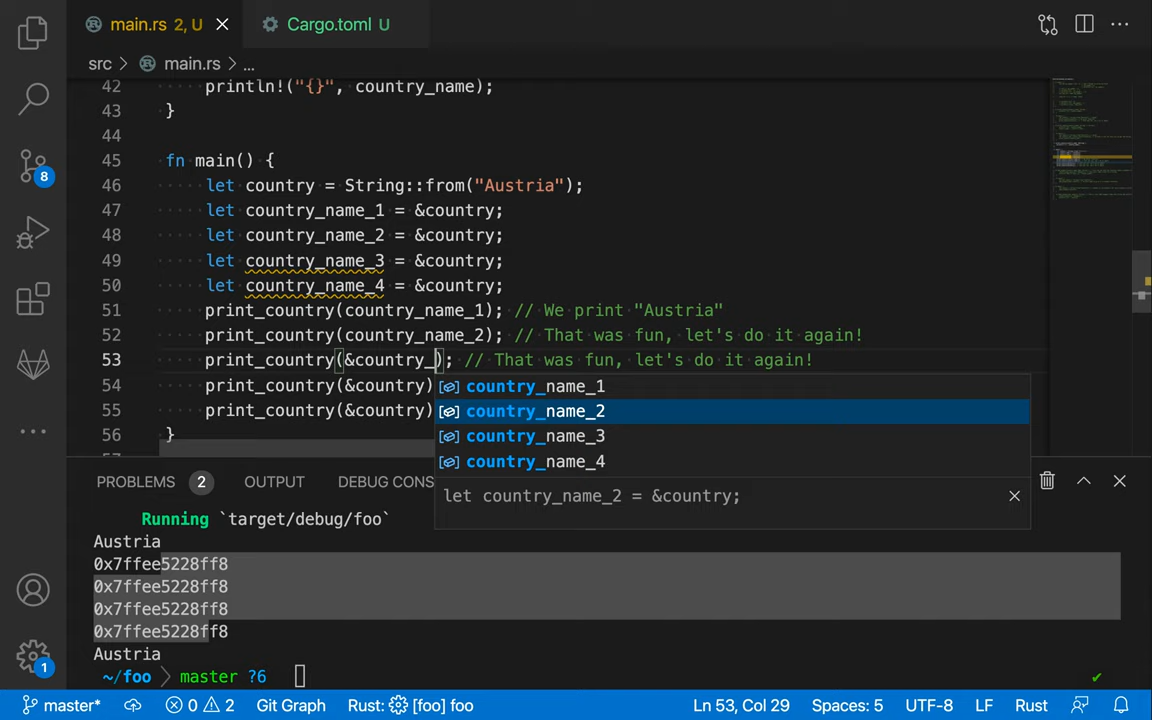 main.rs 2, U
Cargo.toml U
src main.rs ...
42 println!("{}", country_name);
43 }
44
45 fn main() {
46 let country = String::from("Austria");
47 let country_name_1 = &country;
48 let country_name_2 = &country;
49 let country_name_3 = &country;
50 let country_name_4 = &country;
51 print_country(country_name_1); // We print "Austria"
52 print_country(country_name_2); // That was fun, let's do it again!
53 print_country(&country_); // That was fun, let's do it again!
54 print_country(&country)
55 print_country(&country)
56 }
country_name_1
country_name_2
country_name_3
country_name_4
let country_name_2 = &country;
8
PROBLEMS 2 OUTPUT DEBUG CONS
Running `target/debug/foo`
Austria
0x7ffee5228ff8
0x7ffee5228ff8
0x7ffee5228ff8
0x7ffee5228ff8
Austria
~/foo master ?6
1
master* 0 2 Git Graph Rust: [foo] foo Ln 53, Col 29 Spaces: 5 UTF-8 LF Rust